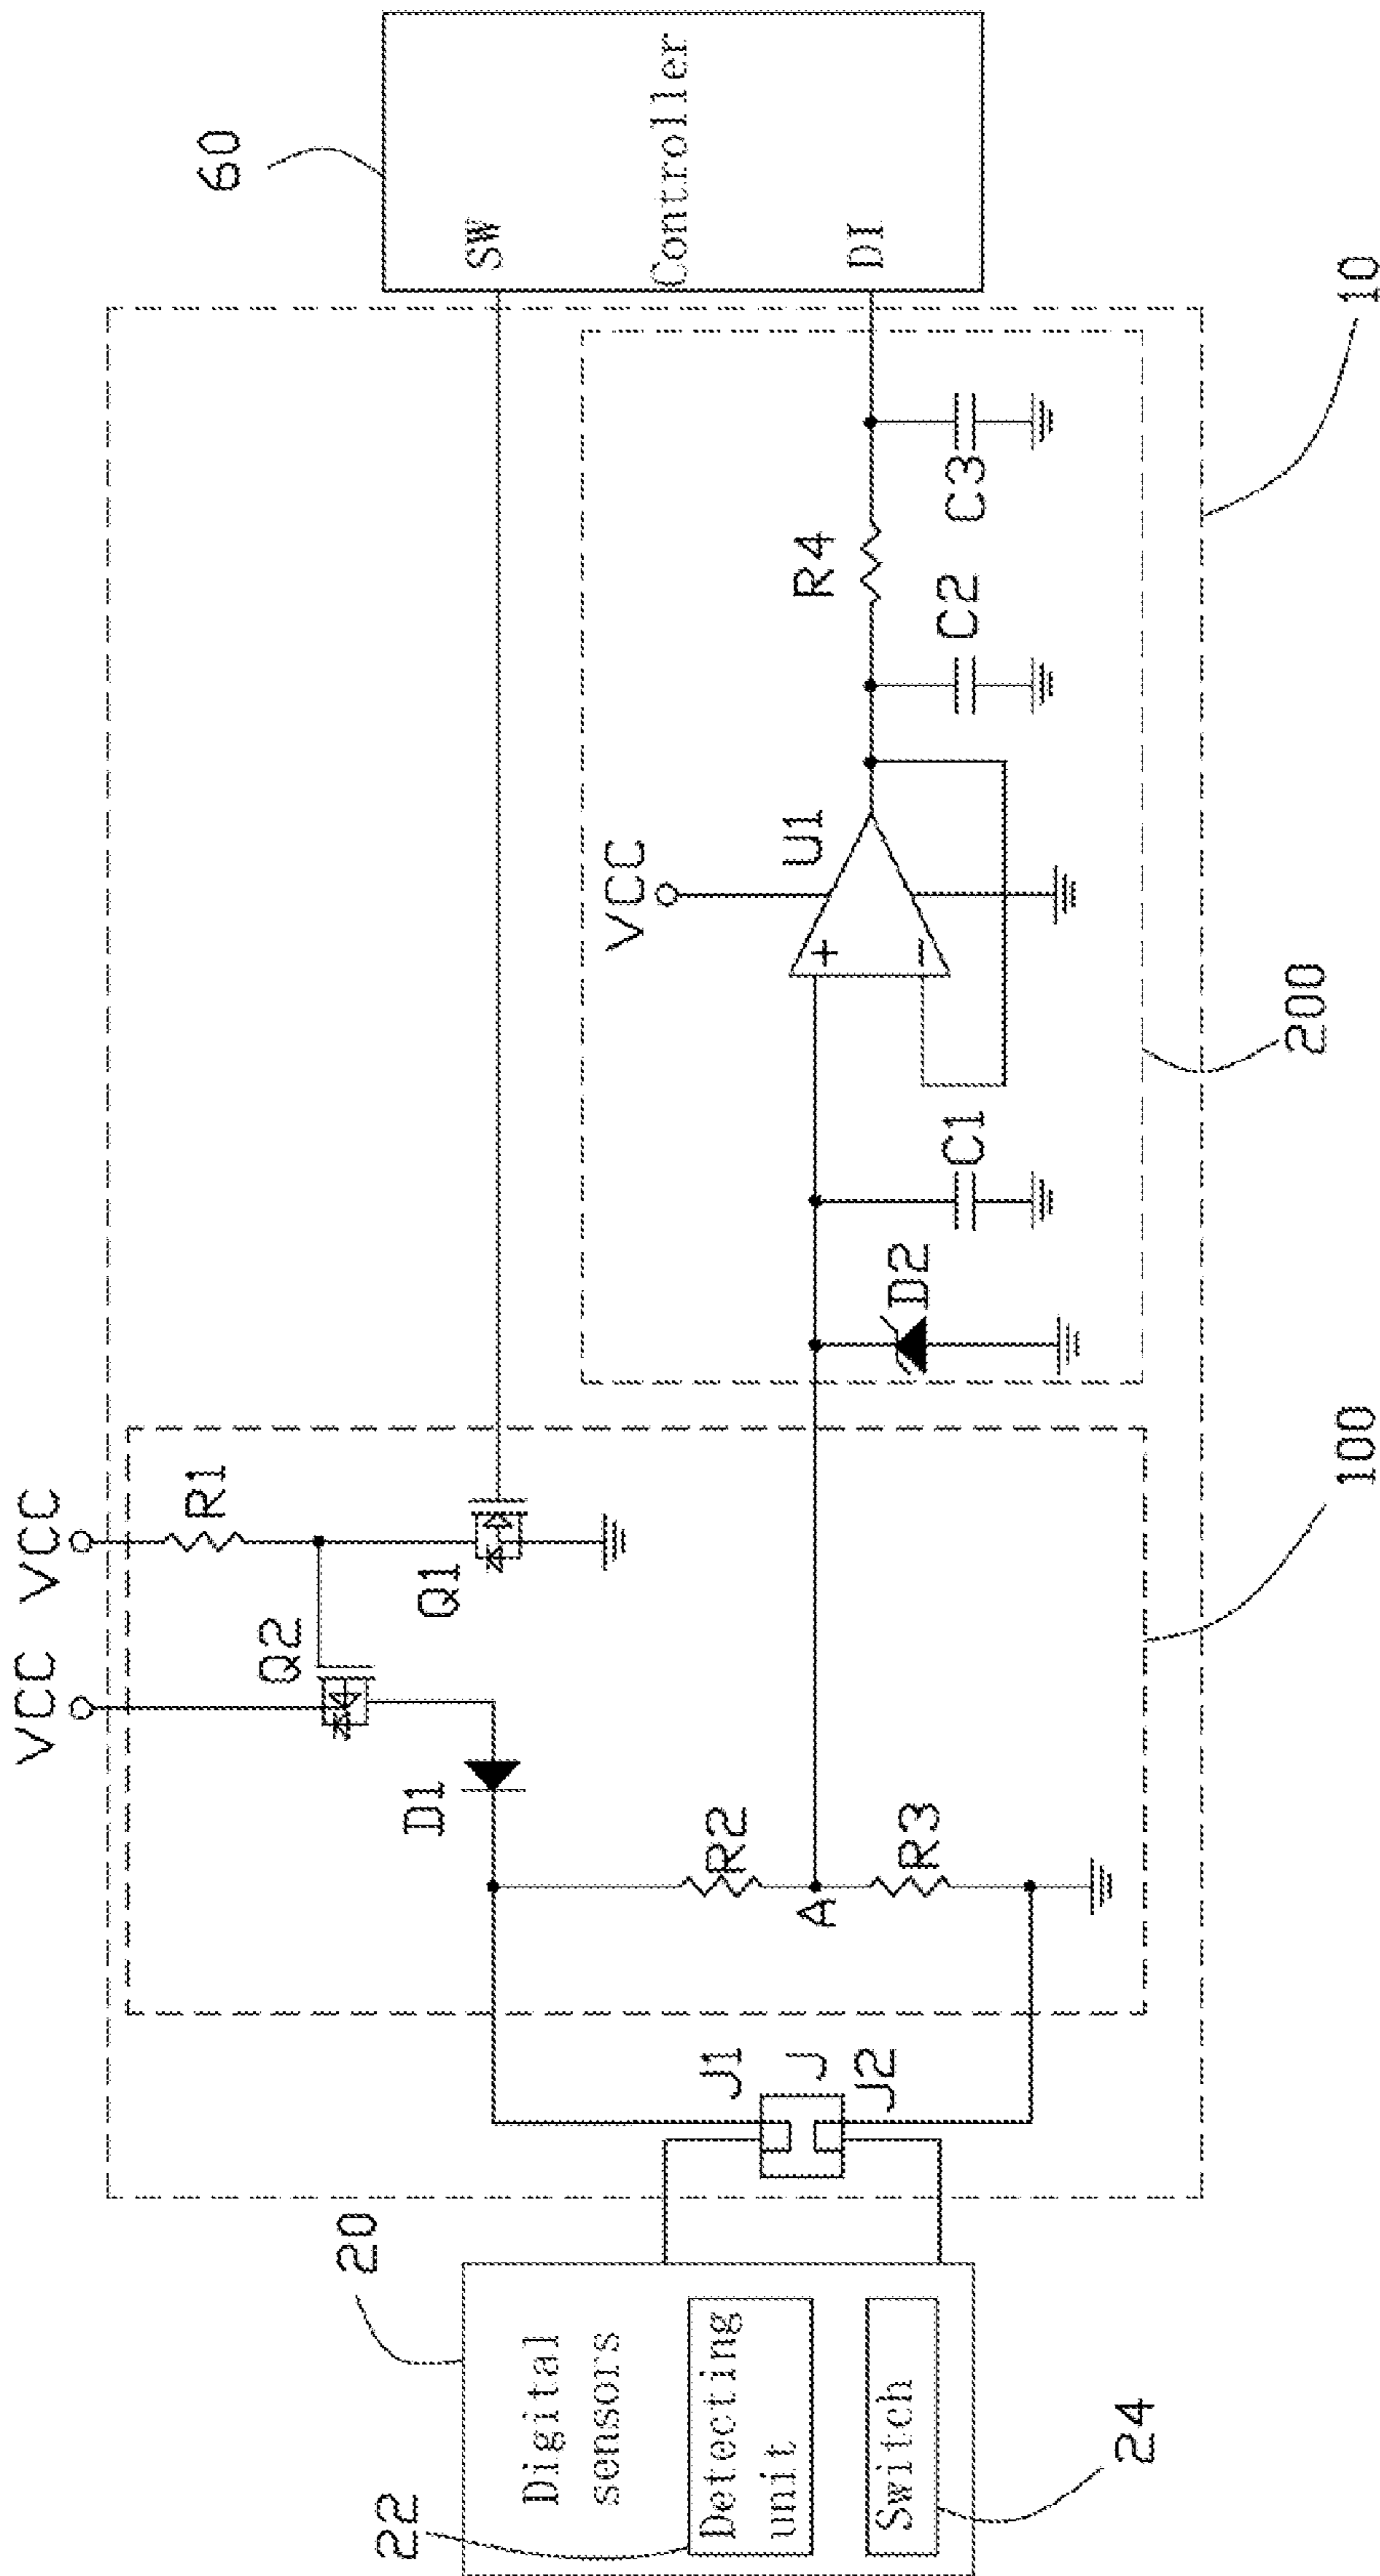 VCC
VCC
Q2
R1
D1
Q1
R2
A
R3
J1
J
J2
20
Digital
sensors
22
Detecting
unit
Switch
24
VCC
U1
R4
D2
C1
C2
C3
SW
Controller
DI
60
100
200
10